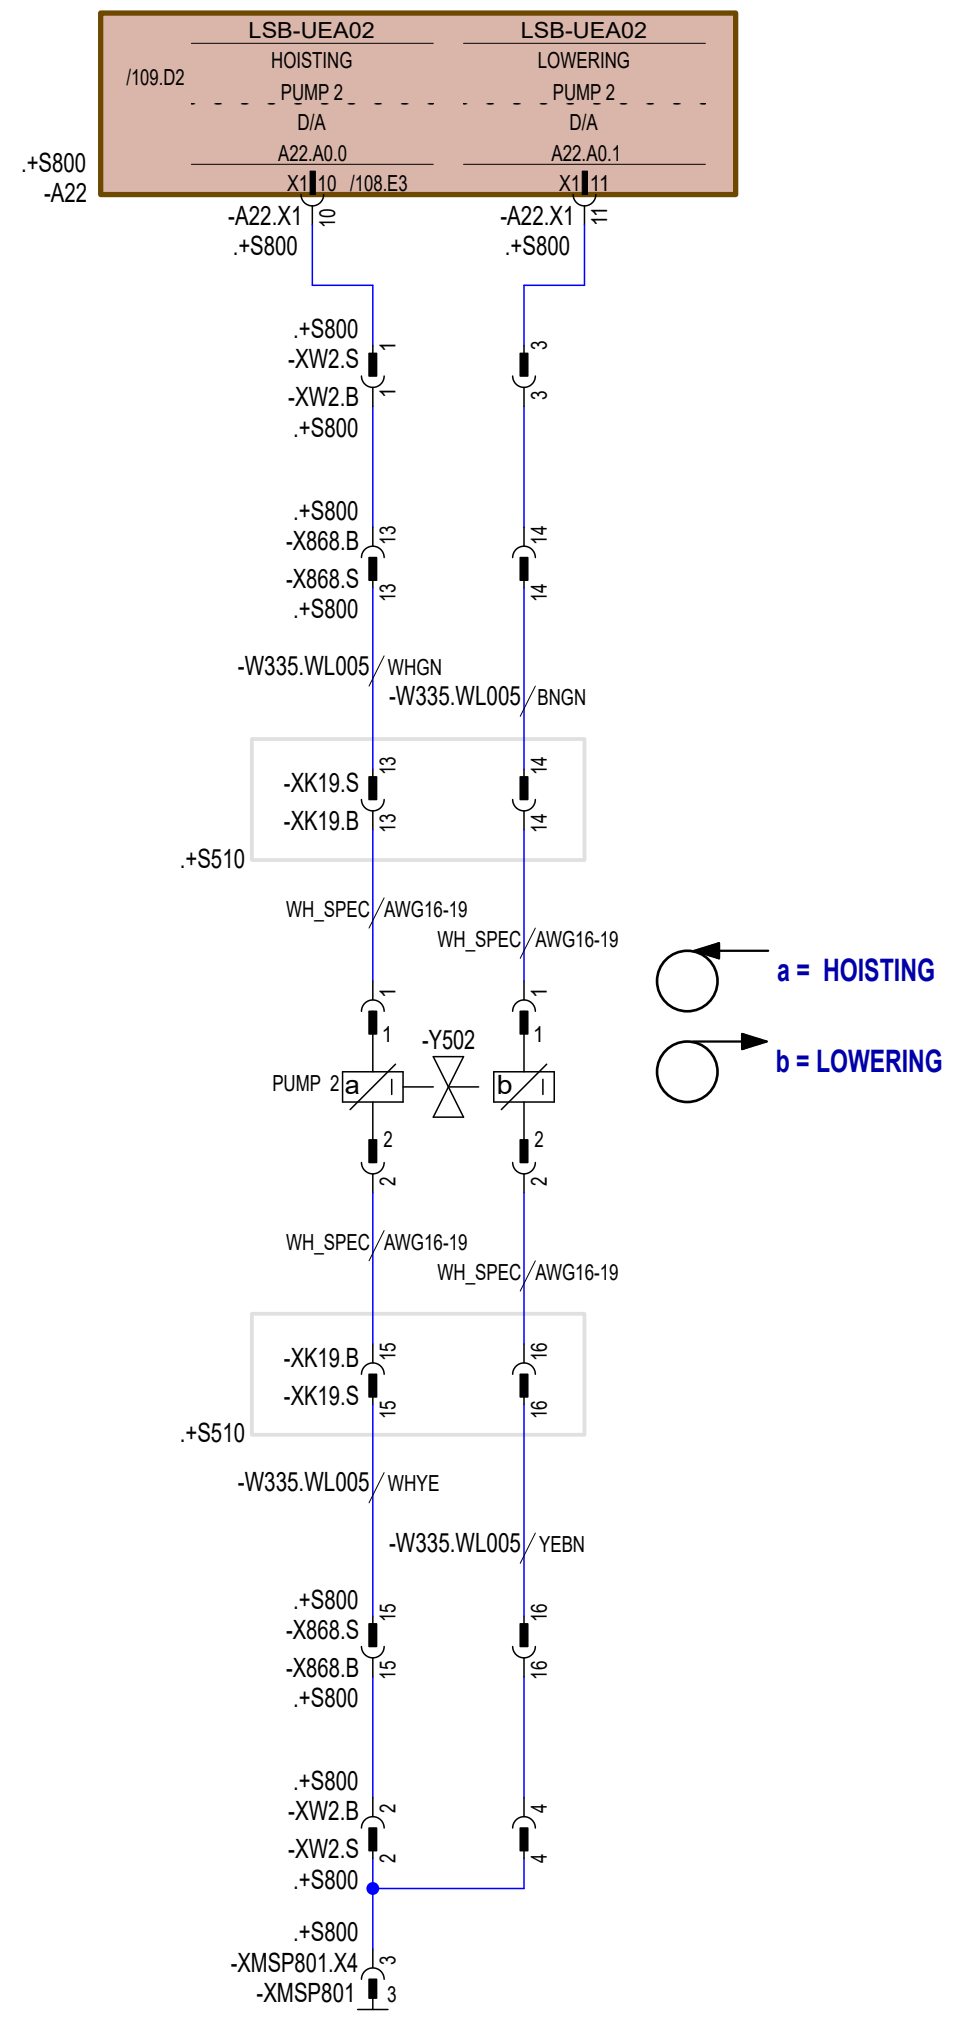 LSB-UEA02 LSB-UEA02
HOISTING LOWERING
/109.D2
PUMP 2 PUMP 2
D/A D/A
A22.A0.0 A22.A0.1
.+S800
X1 10 /108.E3 X1 11
-A22
-A22.X1 10 -A22.X1 11
.+S800 .+S800
.+S800
-XW2.S 1 3
-XW2.B 1 3
.+S800
.+S800
-X868.B 13 14
-X868.S 13 14
.+S800
-W335.WL005 WHGN
-W335.WL005 BNGN
-XK19.S 13 14
-XK19.B 13 14
.+S510
WH_SPEC AWG16-19
WH_SPEC AWG16-19
a = HOISTING
1 1
1 1
-Y502
b = LOWERING
PUMP 2 a I b I
2 2
2 2
WH_SPEC AWG16-19
WH_SPEC AWG16-19
-XK19.B 15 16
-XK19.S 15 16
.+S510
-W335.WL005 WHYE
-W335.WL005 YEBN
.+S800
-X868.S 15 16
-X868.B 15 16
.+S800
.+S800
-XW2.B 2 4
-XW2.S 2 4
.+S800
.+S800
-XMSP801.X4 3
-XMSP801 3